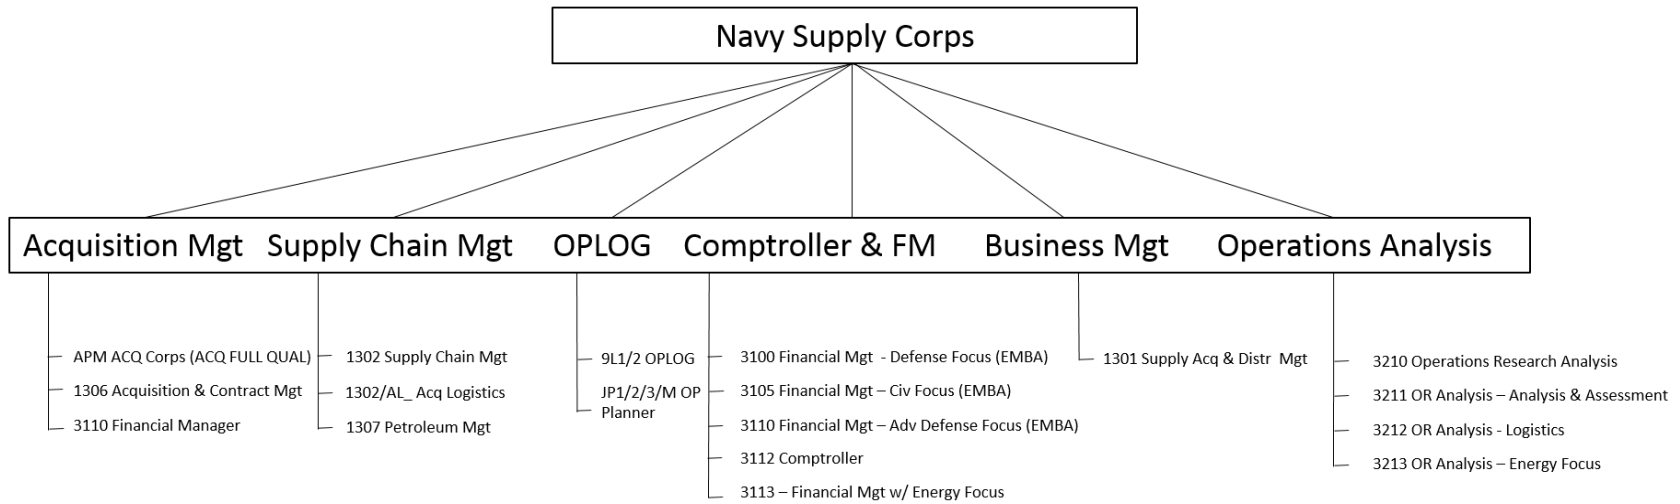 Navy Supply Corps
Acquisition Mgt
Supply Chain Mgt
OPLOG
Comptroller & FM
Business Mgt
Operations Analysis
APM ACQ Corps (ACQ FULL QUAL)
1306 Acquisition & Contract Mgt
3110 Financial Manager
1302 Supply Chain Mgt
1302/AL_ Acq Logistics
1307 Petroleum Mgt
9L1/2 OPLOG
JP1/2/3/M OP
Planner
3100 Financial Mgt - Defense Focus (EMBA)
3105 Financial Mgt – Civ Focus (EMBA)
3110 Financial Mgt – Adv Defense Focus (EMBA)
3112 Comptroller
3113 – Financial Mgt w/ Energy Focus
1301 Supply Acq & Distr Mgt
3210 Operations Research Analysis
3211 OR Analysis – Analysis & Assessment
3212 OR Analysis - Logistics
3213 OR Analysis – Energy Focus